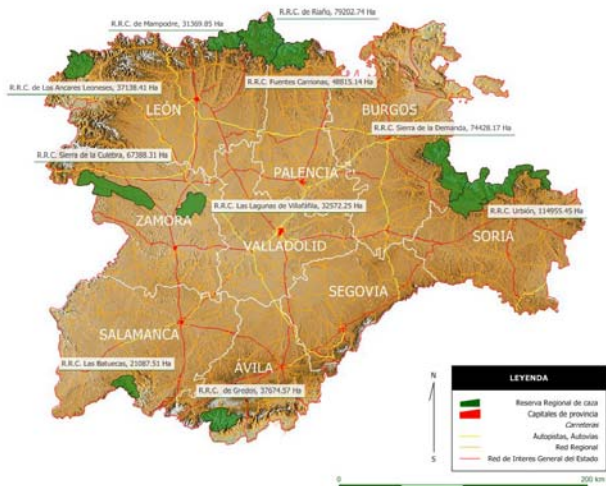 R.R.C. de Riaño, 79202.74 Ha
R.R.C. de Mampodre, 31369.85 Ha
R.R.C. de Los Ancares Leoneses, 37138.41 Ha
R.R.C. Fuentes Carrionas, 48815.14 Ha
LEÓN
BURGOS
R.R.C. Sierra de la Demanda, 74428.17 Ha
R.R.C. Sierra de la Culebra, 67388.31 Ha
PALENCIA
R.R.C. Las Lagunas de Villafáfila, 32572.25 Ha
R.R.C. Urbión, 114955.45 Ha
ZAMORA
VALLADOLID
SORIA
SEGOVIA
SALAMANCA
R.R.C. Las Batuecas, 21087.51 Ha
ÁVILA
R.R.C. de Gredos, 37674.57 Ha
N
S
LEYENDA
Reserva Regional de caza
Capitales de provincia
Carreteras
Autopistas, Autovías
Red Regional
Red de Interes General del Estado
0 200 km